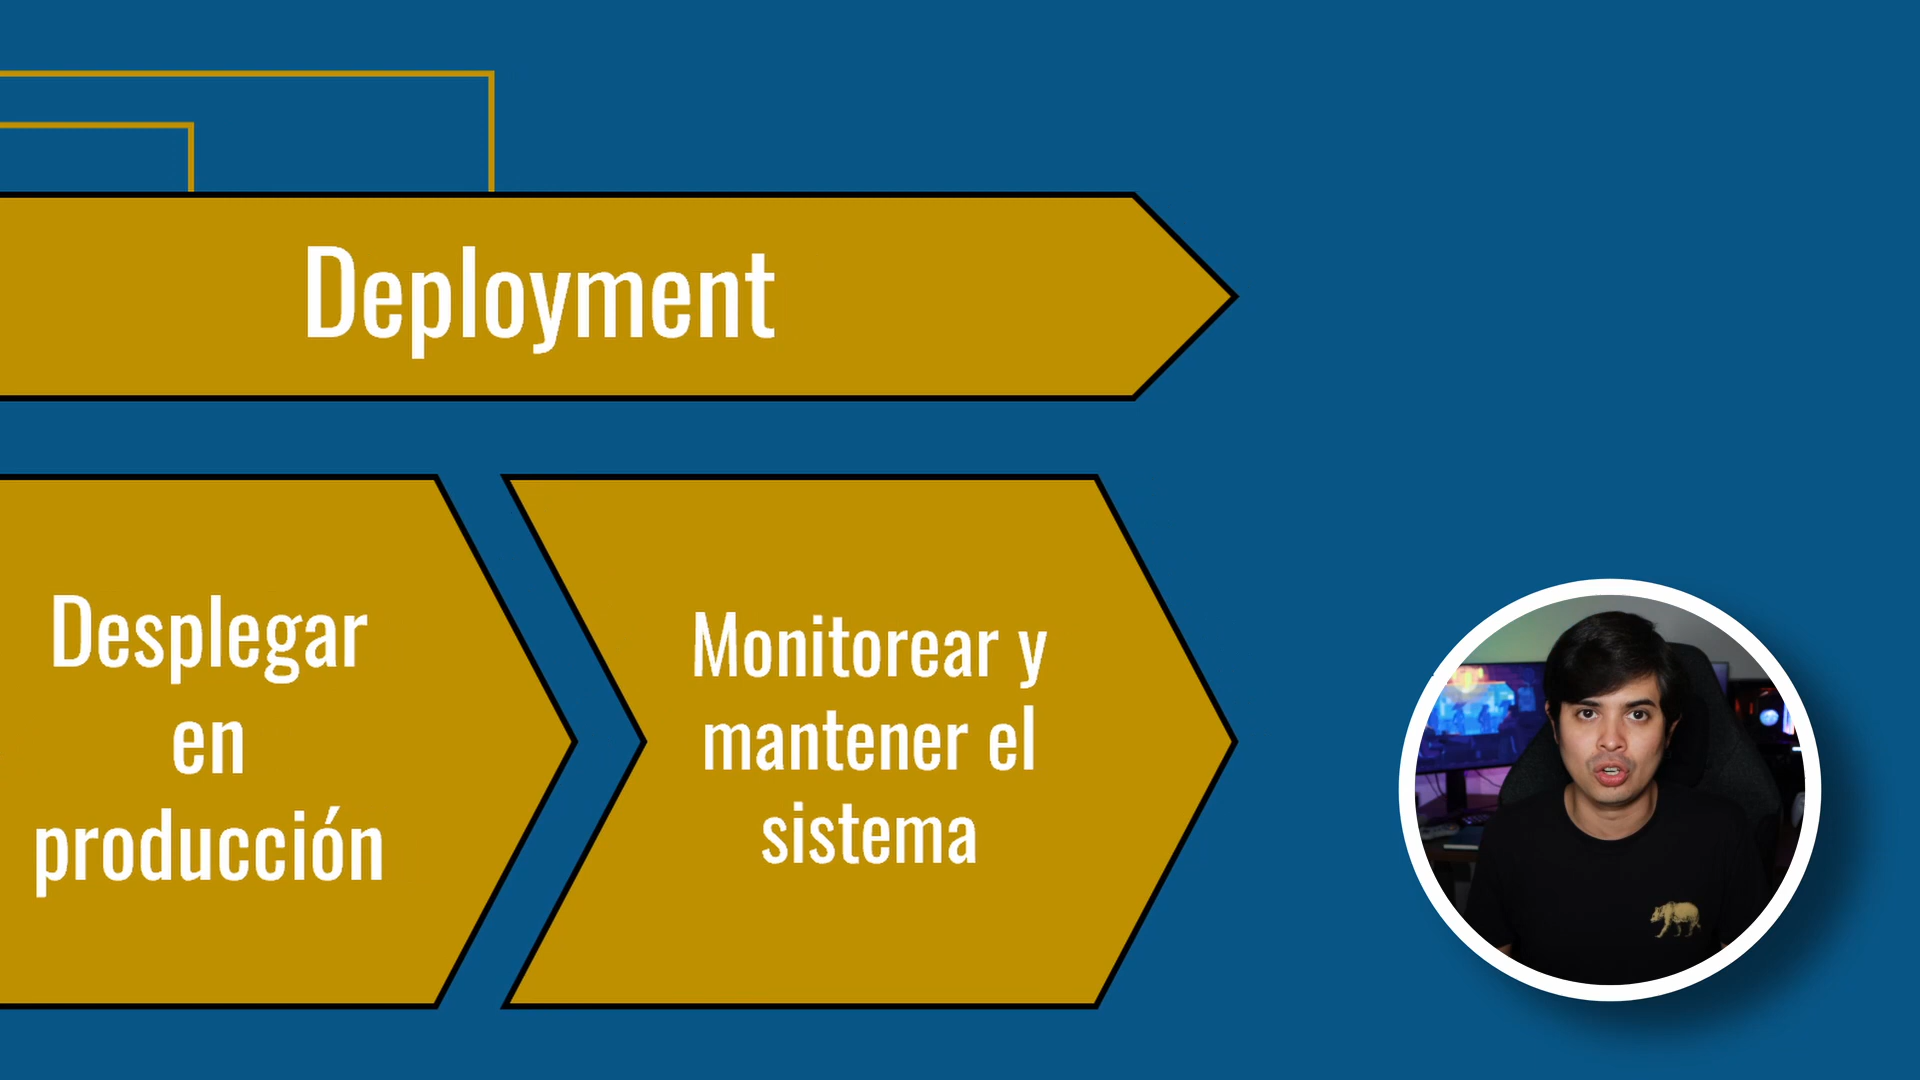 Deployment
Desplegar
en
producción
Monitorear y
mantener el
sistema